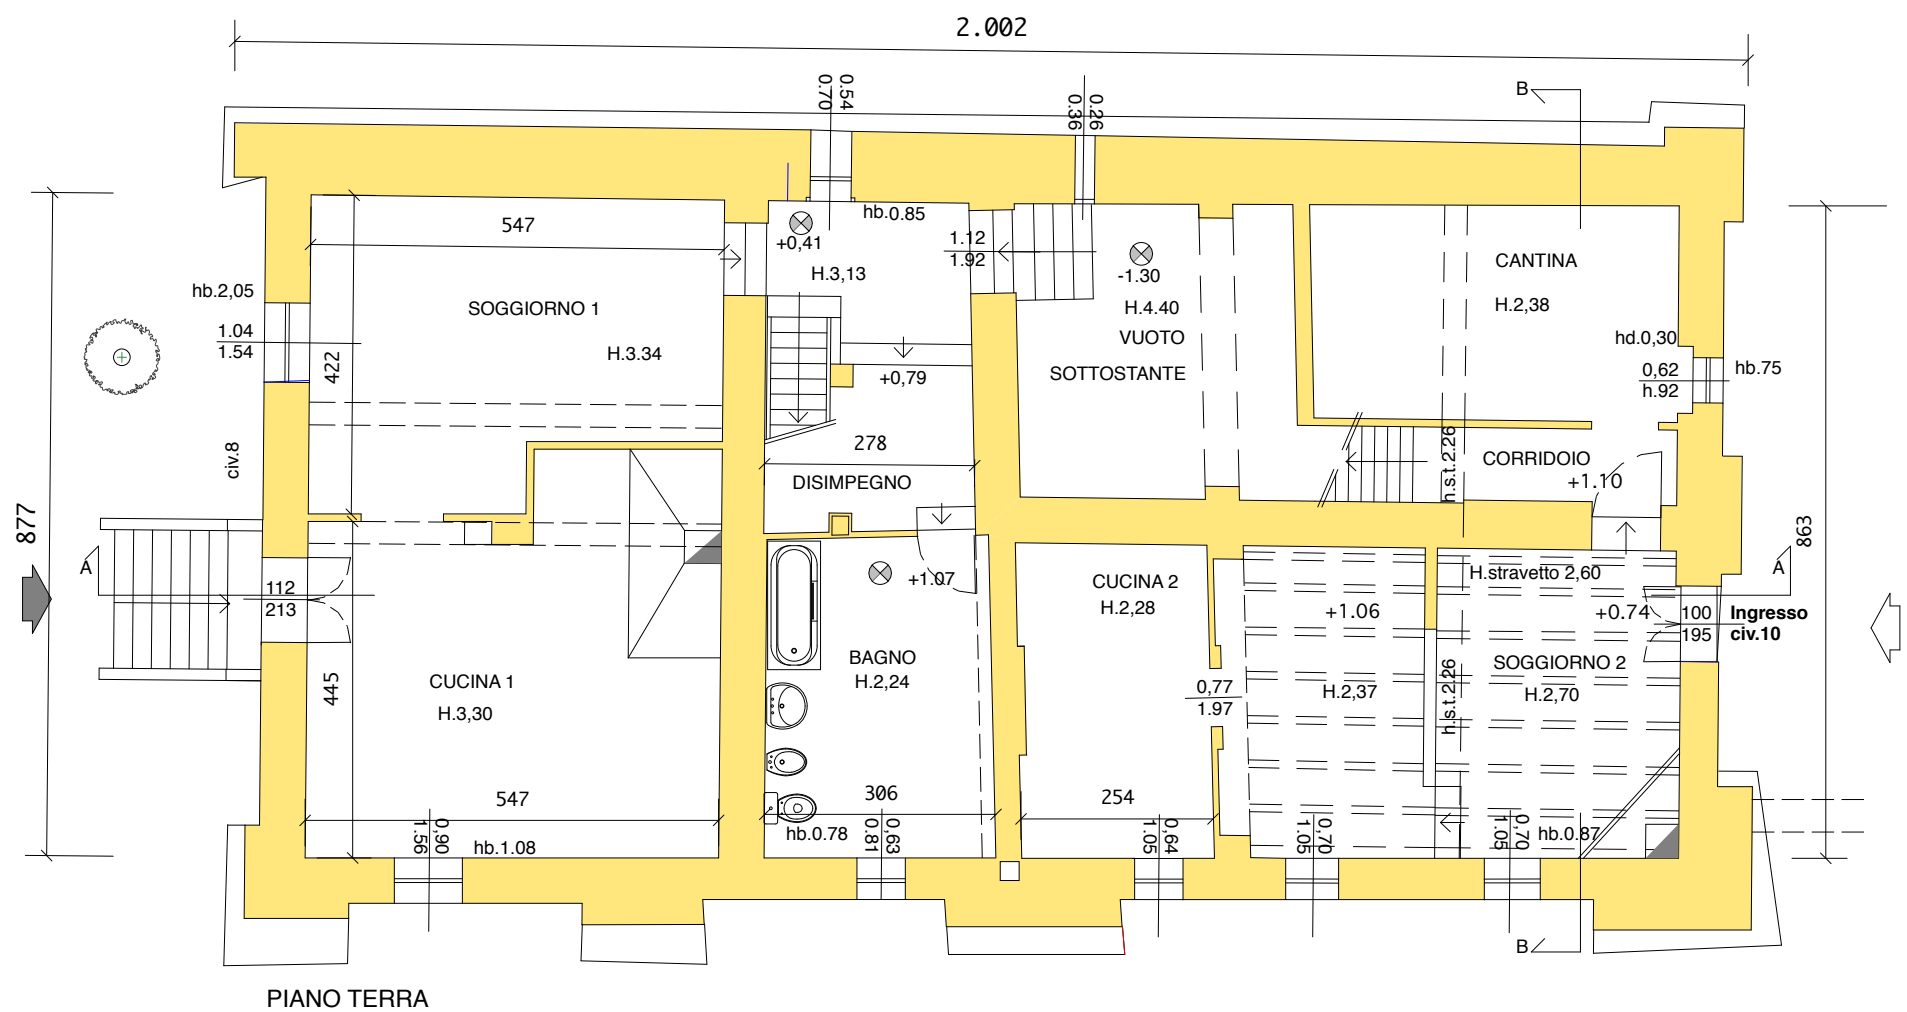 2.002
0.70
0.54
0.36
0.26
B
547
+0,41
hb.0.85
H.3,13
1.12
1.92
-1.30
H.4.40
VUOTO
SOTTOSTANTE
CANTINA
H.2,38
hb.2,05
1.04
1.54
SOGGIORNO 1
H.3.34
422
hd.0,30
0,62
h.92
hb.75
+0,79
civ.8
278
DISIMPEGNO
h.s.t.2.26
CORRIDOIO
+1.10
877
863
A
112
213
+1.07
CUCINA 2
H.2,28
H.stravetto 2,60
A
+1.06
+0.74
100
195
Ingresso
civ.10
BAGNO
H.2,24
CUCINA 1
H.3,30
445
0,77
1.97
H.2,37
h.s.t.2.26
SOGGIORNO 2
H.2,70
547
306
254
1.56
0,90
hb.1.08
hb.0.78
0.81
0,63
1.05
0,64
1.05
0,70
1.05
0,70
hb.0.87
B
PIANO TERRA